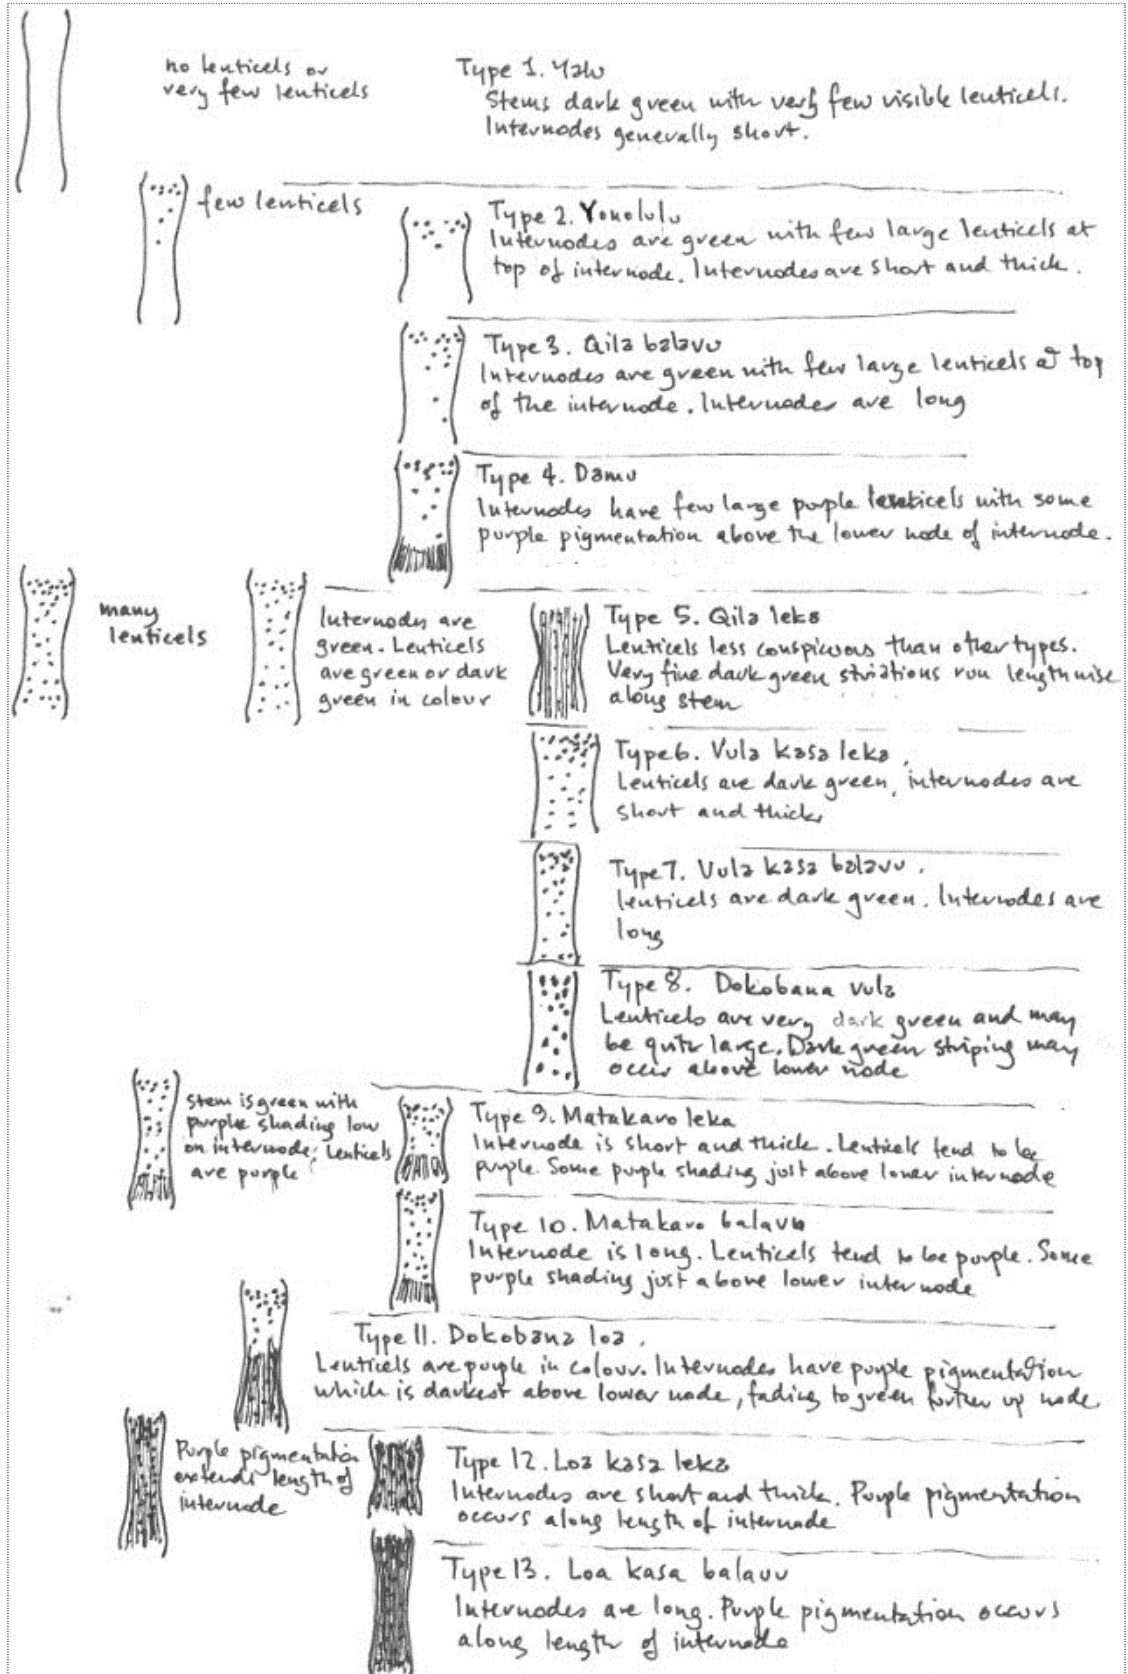 no lenticels or
very few lenticels
Type 1. Yalu
Stems dark green with very few visible lenticels.
Internodes generally short.
few lenticels
Type 2. Yonolulu
Internodes are green with few large lenticels at
top of internode. Internodes are short and thick.
Type 3. Qila balavu
Internodes are green with few large lenticels at top
of the internode. Internodes are long
Type 4. Damu
Internodes have few large purple lenticels with some
purple pigmentation above the lower node of internode.
many
lenticels
Internodes are
green. Lenticels
are green or dark
green in colour
Type 5. Qila leka
Lenticels less conspicuous than other types.
Very fine dark green striations run lengthwise
along stem
Type 6. Vula kasa leka.
Lenticels are dark green, internodes are
short and thick
Type 7. Vula kasa balavu.
lenticels are dark green. Internodes are
long
Type 8. Dokobana vula
Lenticels are very dark green and may
be quite large. Dark green striping may
occur above lower node
stem is green with
purple shading low
on internode; lenticels
are purple
Type 9. Matakaro leka
Internode is short and thick. Lenticels tend to be
purple. Some purple shading just above lower internode
Type 10. Matakaro balavu
Internode is long. Lenticels tend to be purple. Some
purple shading just above lower internode
Type 11. Dokobana loa.
Lenticels are purple in colour. Internodes have purple pigmentation
which is darkest above lower node, fading to green further up node.
Purple pigmentation
extends length of
internode
Type 12. Loa kasa leka
Internodes are short and thick. Purple pigmentation
occurs along length of internode
Type 13. Loa kasa balavu
Internodes are long. Purple pigmentation occurs
along length of internode